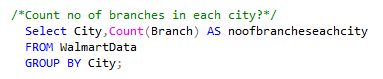 /*Count no of branches in each city?*/
Select City,Count(Branch) AS noofbrancheseachcity
FROM WalmartData
GROUP BY City;